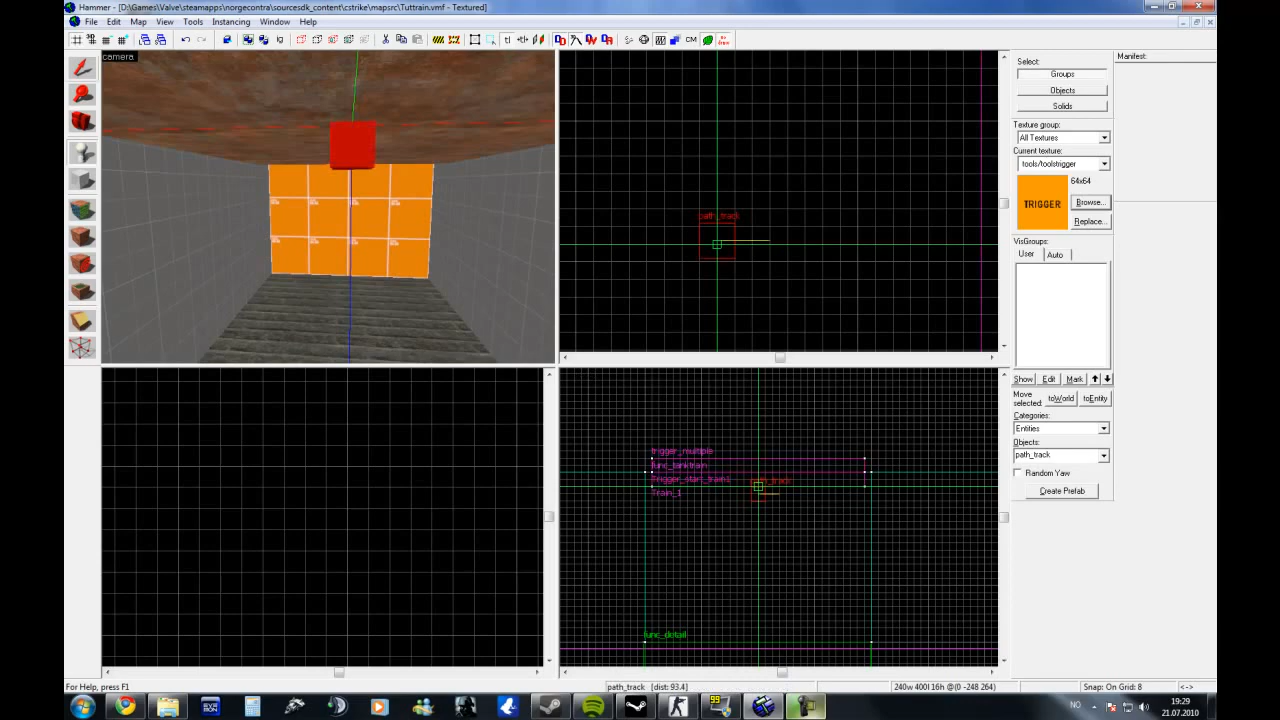 Hammer - [D:\Games\Valve\steamapps\norgecontra\sourcesdk_content\cstrike\mapsrc\Tuttrain.vmf - Textured]
File Edit Map View Tools Instancing Window Help
CM
camera
Select:
Groups
Objects
Solids
Texture group:
All Textures
Current texture:
tools/toolstrigger
TRIGGER
64x64
Browse...
Replace...
VisGroups:
User Auto
Show Edit Mark
Move selected:
toWorld toEntity
Categories:
Entities
Objects:
path_track
Random Yaw
Create Prefab
Manifest:
path_track
trigger_multiple
func_tanktrain
Trigger_start_train1
Train_1
func_detail
For Help, press F1
path_track [dist: 93.4]
240w 400l 16h @(0 -248 264)
Snap: On Grid: 8
<->
NO
19:29
21.07.2010